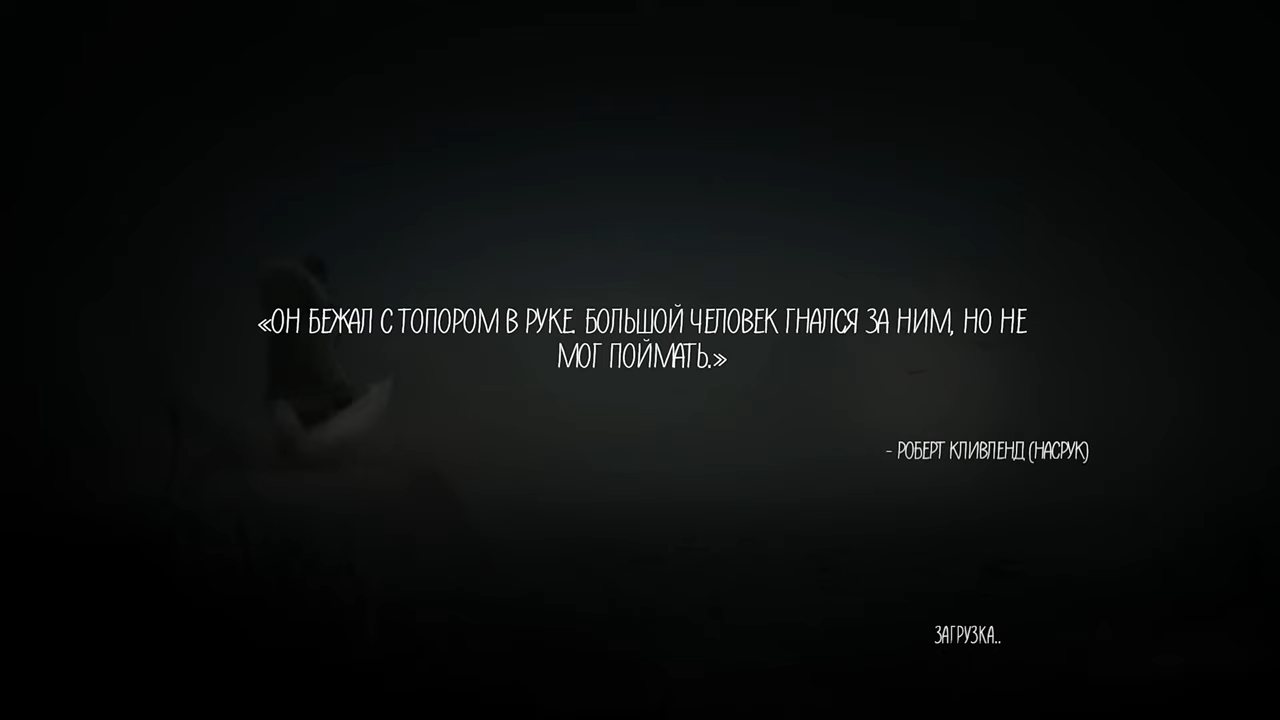 «ОН БЕЖАЛ С ТОПОРОМ В РУКЕ. БОЛЬШОЙ ЧЕЛОВЕК ГНАЛСЯ ЗА НИМ, НО НЕ
МОГ ПОЙМАТЬ.»
- РОБЕРТ КЛИВЛЕНД (НАСРУК)
ЗАГРУЗКА..